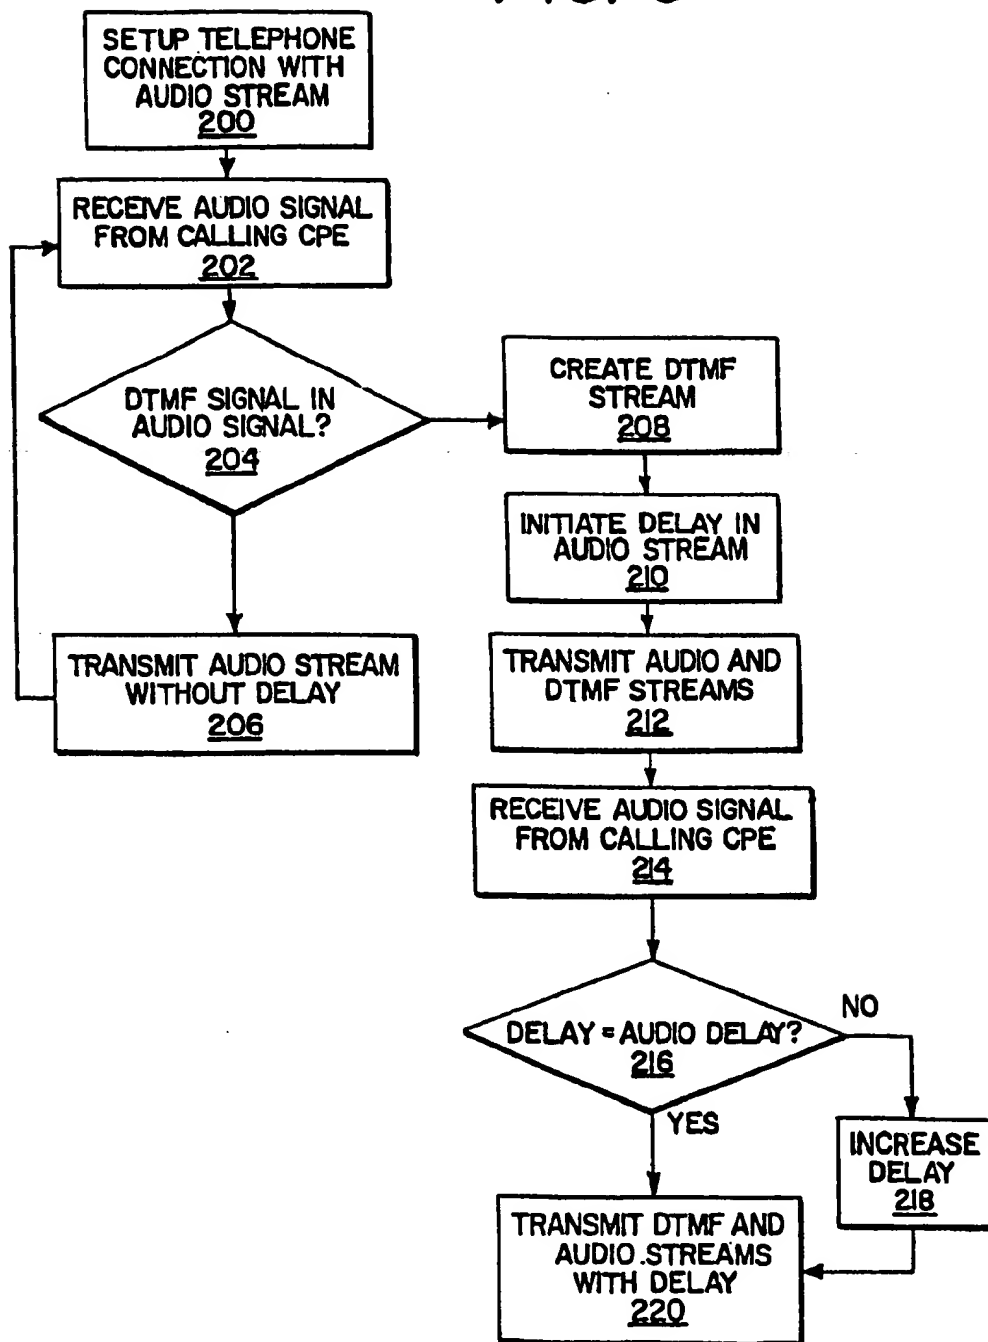 SETUP TELEPHONE
CONNECTION WITH
AUDIO STREAM
200
RECEIVE AUDIO SIGNAL
FROM CALLING CPE
202
DTMF SIGNAL IN
AUDIO SIGNAL?
204
TRANSMIT AUDIO STREAM
WITHOUT DELAY
206
CREATE DTMF
STREAM
208
INITIATE DELAY IN
AUDIO STREAM
210
TRANSMIT AUDIO AND
DTMF STREAMS
212
RECEIVE AUDIO SIGNAL
FROM CALLING CPE
214
DELAY = AUDIO DELAY?
216
NO
YES
INCREASE
DELAY
218
TRANSMIT DTMF AND
AUDIO STREAMS
WITH DELAY
220